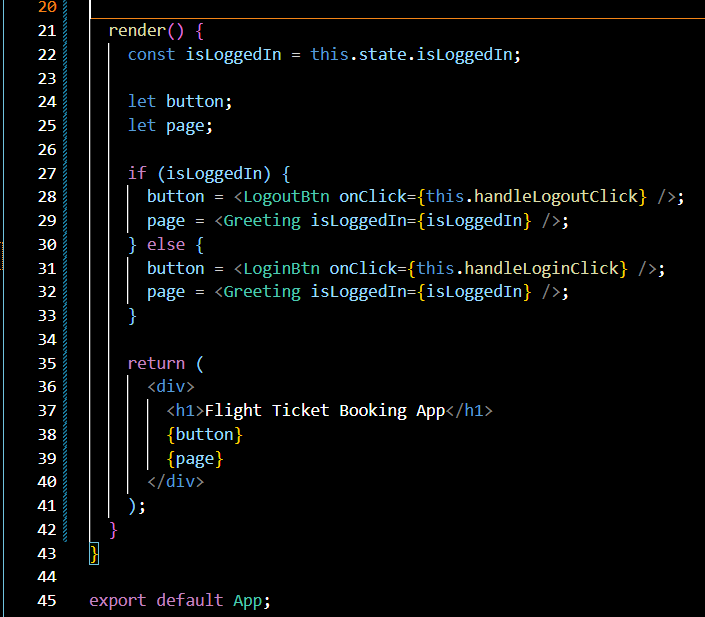 20
21   render() {
22     const isLoggedIn = this.state.isLoggedIn;
23
24     let button;
25     let page;
26
27     if (isLoggedIn) {
28       button = <LogoutBtn onClick={this.handleLogoutClick} />;
29       page = <Greeting isLoggedIn={isLoggedIn} />;
30     } else {
31       button = <LoginBtn onClick={this.handleLoginClick} />;
32       page = <Greeting isLoggedIn={isLoggedIn} />;
33     }
34
35     return (
36       <div>
37         <h1>Flight Ticket Booking App</h1>
38         {button}
39         {page}
40       </div>
41     );
42   }
43 }
44
45 export default App;